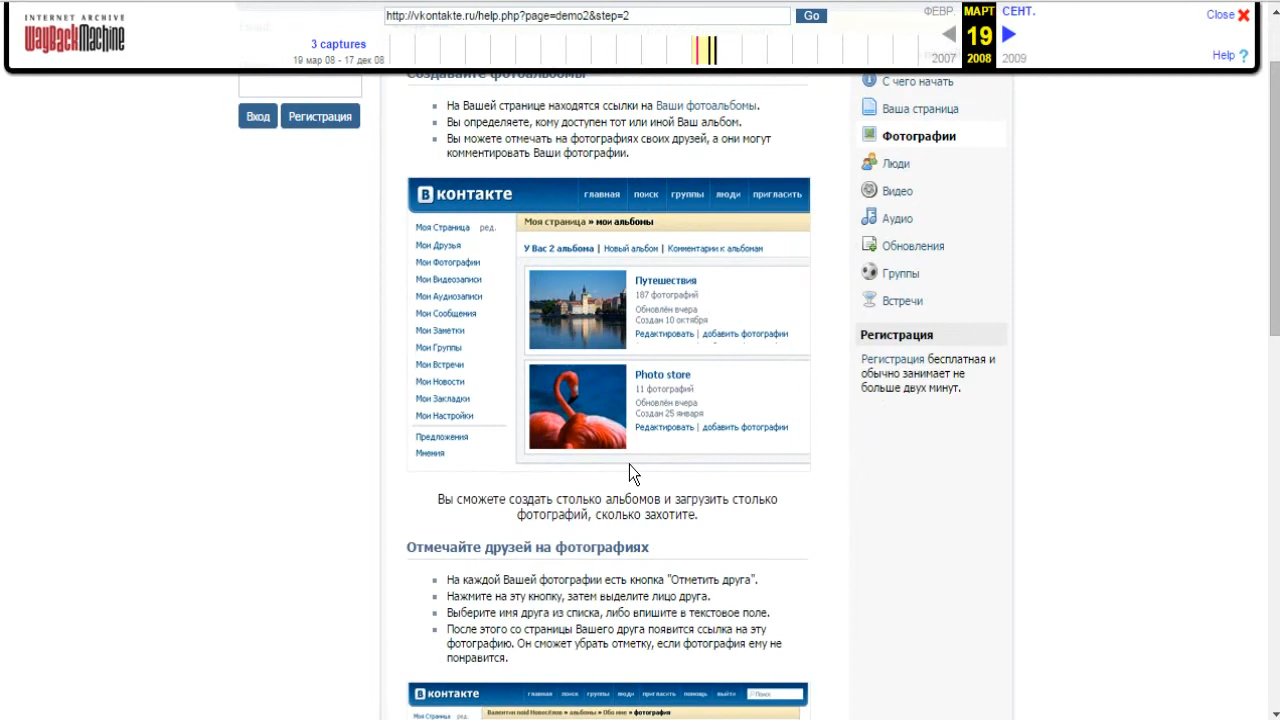 INTERNET ARCHIVE
WayBackMachine
http://vkontakte.ru/help.php?page=demo2&step=2
Go
3 captures
19 мар 08 - 17 дек 08
ФЕВР.
МАРТ
СЕНТ.
19
2007
2008
2009
Close
Help ?
Вход
Регистрация
Создавайте фотоальбомы
На Вашей странице находятся ссылки на Ваши фотоальбомы.
Вы определяете, кому доступен тот или иной Ваш альбом.
Вы можете отмечать на фотографиях своих друзей, а они могут
комментировать Ваши фотографии.
В контакте
главная
поиск
группы
люди
пригласить
Моя страница » мои альбомы
У Вас 2 альбома | Новый альбом | Комментарии к альбомам
Моя Страница ред.
Мои Друзья
Мои Фотографии
Мои Видеозаписи
Мои Аудиозаписи
Мои Сообщения
Мои Заметки
Мои Группы
Мои Встречи
Мои Новости
Мои Закладки
Мои Настройки
Предложения
Мнения
Путешествия
187 фотографий
Обновлён вчера
Создан 10 октября
Редактировать | добавить фотографии
Photo store
11 фотографий
Обновлён вчера
Создан 25 января
Редактировать | добавить фотографии
Вы сможете создать столько альбомов и загрузить столько
фотографий, сколько захотите.
Отмечайте друзей на фотографиях
На каждой Вашей фотографии есть кнопка "Отметить друга".
Нажмите на эту кнопку, затем выделите лицо друга.
Выберите имя друга из списка, либо впишите в текстовое поле.
После этого со страницы Вашего друга появится ссылка на эту
фотографию. Он сможет убрать отметку, если фотография ему не
понравится.
В контакте
главная
поиск
группы
люди
пригласить
помощь
выйти
Поиск
Моя Страница ред.
» альбомы » Обо мне » фотография
С чего начать
Ваша страница
Фотографии
Люди
Видео
Аудио
Обновления
Группы
Встречи
Регистрация
Регистрация бесплатная и
обычно занимает не
больше двух минут.